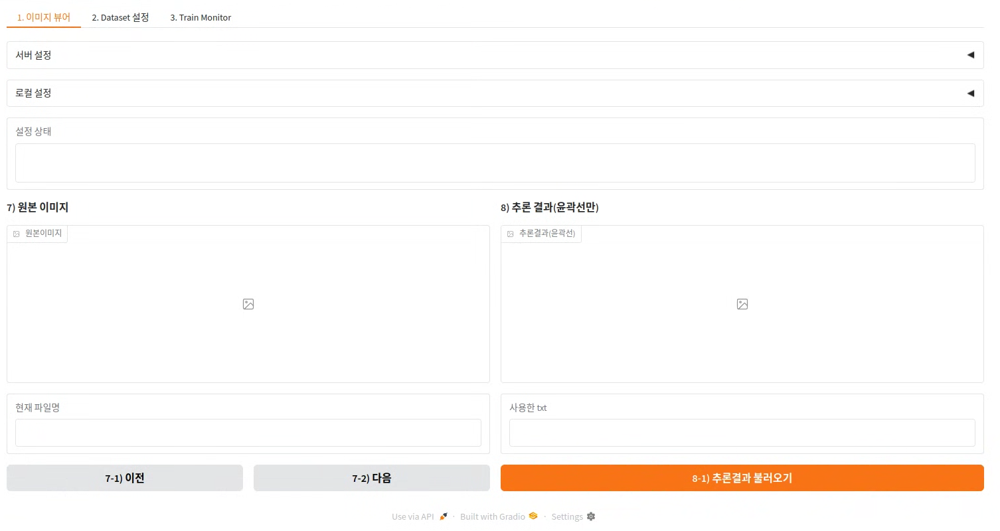 1. 이미지 뷰어 2. Dataset 설정 3. Train Monitor
서버 설정
로컬 설정
설정 상태
7) 원본 이미지
원본이미지
현재 파일명
7-1) 이전 7-2) 다음
8) 추론 결과(윤곽선만)
추론결과(윤곽선)
사용한 txt
8-1) 추론결과 불러오기
Use via API · Built with Gradio · Settings